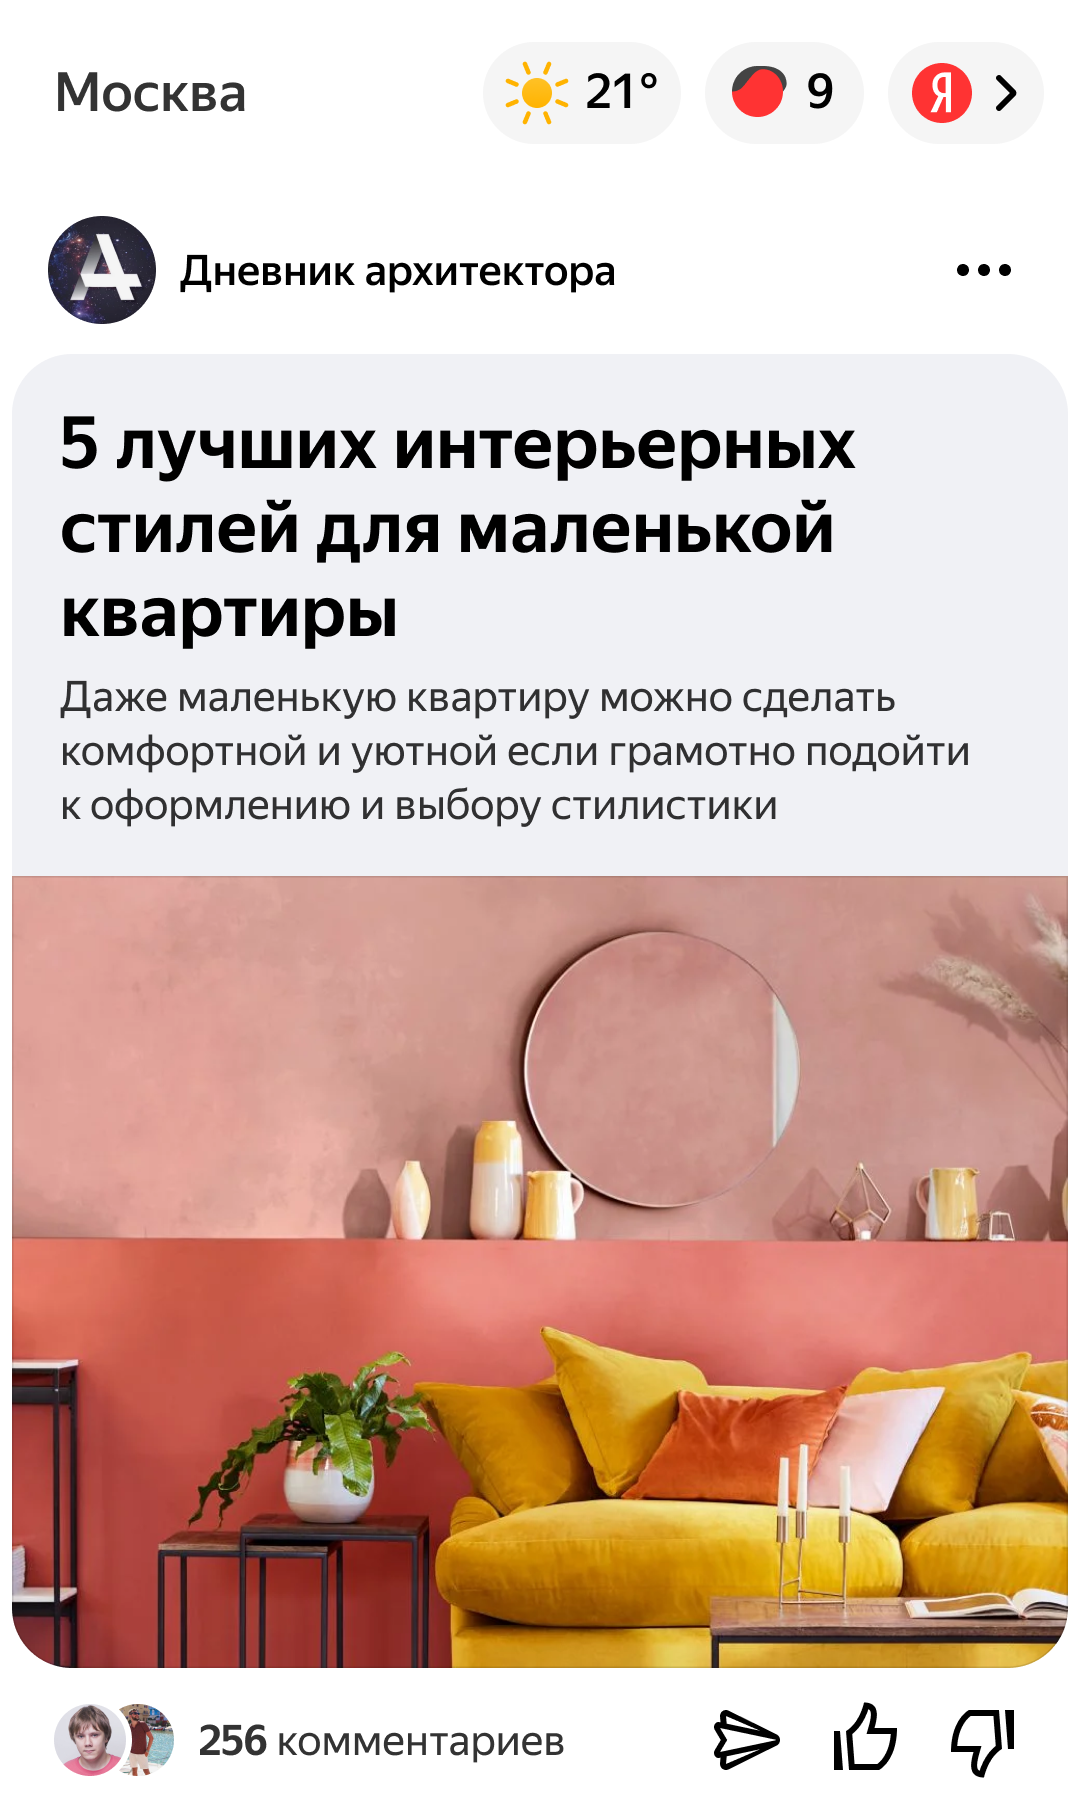 Москва
21°
9
Я
Дневник архитектора
5 лучших интерьерных
стилей для маленькой
квартиры
Даже маленькую квартиру можно сделать
комфортной и уютной если грамотно подойти
к оформлению и выбору стилистики
256 комментариев